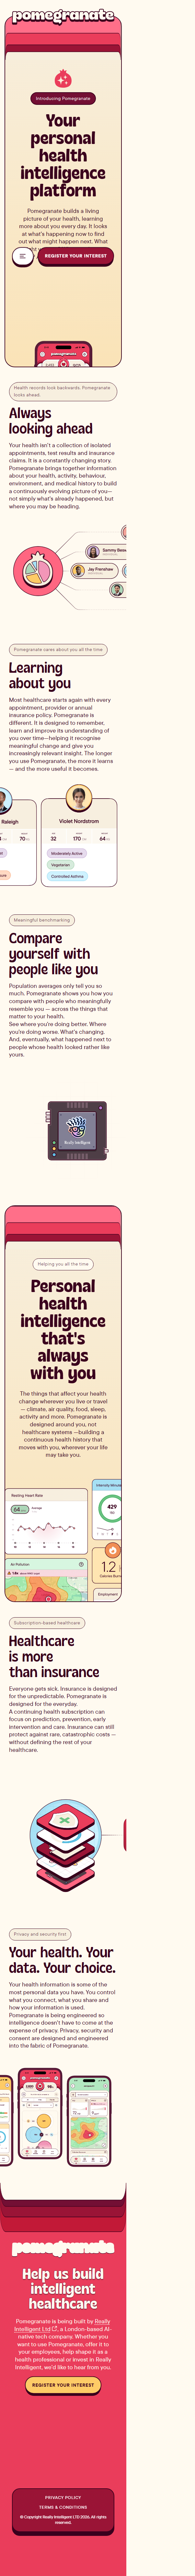 pomegranate
Introducing Pomegranate
Your
personal
health
intelligence
platform
Pomegranate builds a living
picture of your health, learning
more about you every day. It looks
at what's happening now to find
out what might happen next. What
REGISTER YOUR INTEREST
Health records look backwards. Pomegranate
looks ahead.
Always
looking ahead
Your health isn't a collection of isolated
appointments, test results and insurance
claims. It is a constantly changing story.
Pomegranate brings together information
about your health, activity, behaviour,
environment, and medical history to build
a continuously evolving picture of you—
not simply what's already happened, but
where you may be heading.
Jay Frenshaw
Pomegranate cares about you all the time
Learning
about you
Most healthcare starts again with every
appointment, provider or annual
insurance policy. Pomegranate is
different. It is designed to remember,
learn and improve its understanding of
you over time—helping it recognise
meaningful change and give you
increasingly relevant insight. The longer
you use Pomegranate, the more it learns
— and the more useful it becomes.
Raleigh
Violet Nordstrom
70
32
170
64
Moderately Active
Vegetarian
Controlled Asthma
Meaningful benchmarking
Compare
yourself with
people like you
Population averages only tell you so
much. Pomegranate shows you how you
compare with people who meaningfully
resemble you — across the things that
matter to your health.
See where you're doing better. Where
you're doing worse. What's changing.
And, eventually, what happened next to
people whose health looked rather like
yours.
Really Intelligent
Helping you all the time
Personal
health
intelligence
that's
always
with you
The things that affect your health
change wherever you live or travel
— climate, air quality, food, sleep,
activity and more. Pomegranate is
designed around you, not
healthcare systems —building a
continuous health history that
moves with you, wherever your life
may take you.
Intensity Minutes
Resting Heart Rate
64
Average
429
Air Pollution
1.2
Calories Burned
Employment
Subscription-based healthcare
Healthcare
is more
than insurance
Everyone gets sick. Insurance is designed
for the unpredictable. Pomegranate is
designed for the everyday.
A continuous health subscription can
focus on prediction, prevention, early
intervention and care. Insurance can still
protect against rare, catastrophic costs —
without defining the rest of your
healthcare.
Privacy and security first
Your health. Your
data. Your choice.
Your health information is some of the
most personal data you have. You control
what you connect, what you share and
how your information is used.
Pomegranate is being engineered so
intelligence doesn't have to come at the
expense of privacy. Privacy, security and
consent are designed and engineered
into the fabric of Pomegranate.
pomegranate
Help us build
intelligent
healthcare
Pomegranate is being built by Really
Intelligent Ltd, a London-based AI-
native tech company. Whether you
want to use Pomegranate, offer it to
your employees, help shape it as a
health professional or invest in Really
Intelligent, we'd like to hear from you.
REGISTER YOUR INTEREST
PRIVACY POLICY
TERMS & CONDITIONS
© Copyright Really Intelligent LTD 2026. All rights
reserved.